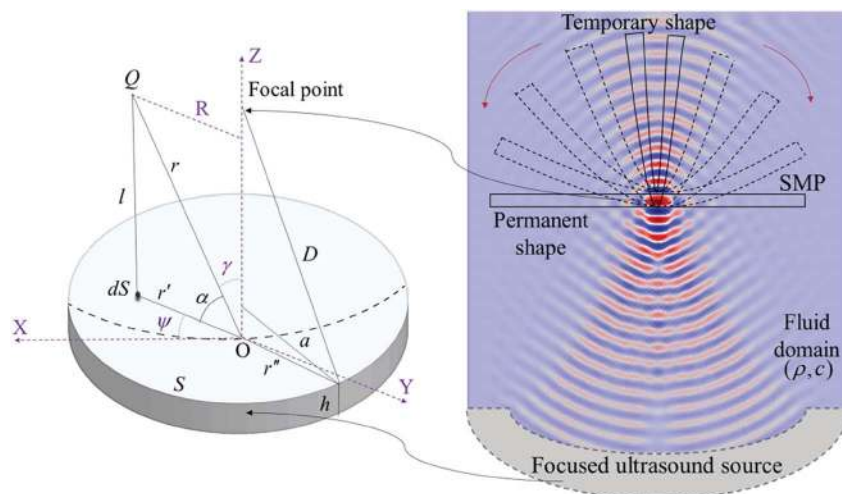 Z
Q
Focal point
R
r
l
D
γ
dS
r'
α
X
ψ
O
a
S
r"
Y
h
Temporary shape
SMP
Permanent
shape
Fluid
domain
(ρ,c)
Focused ultrasound source